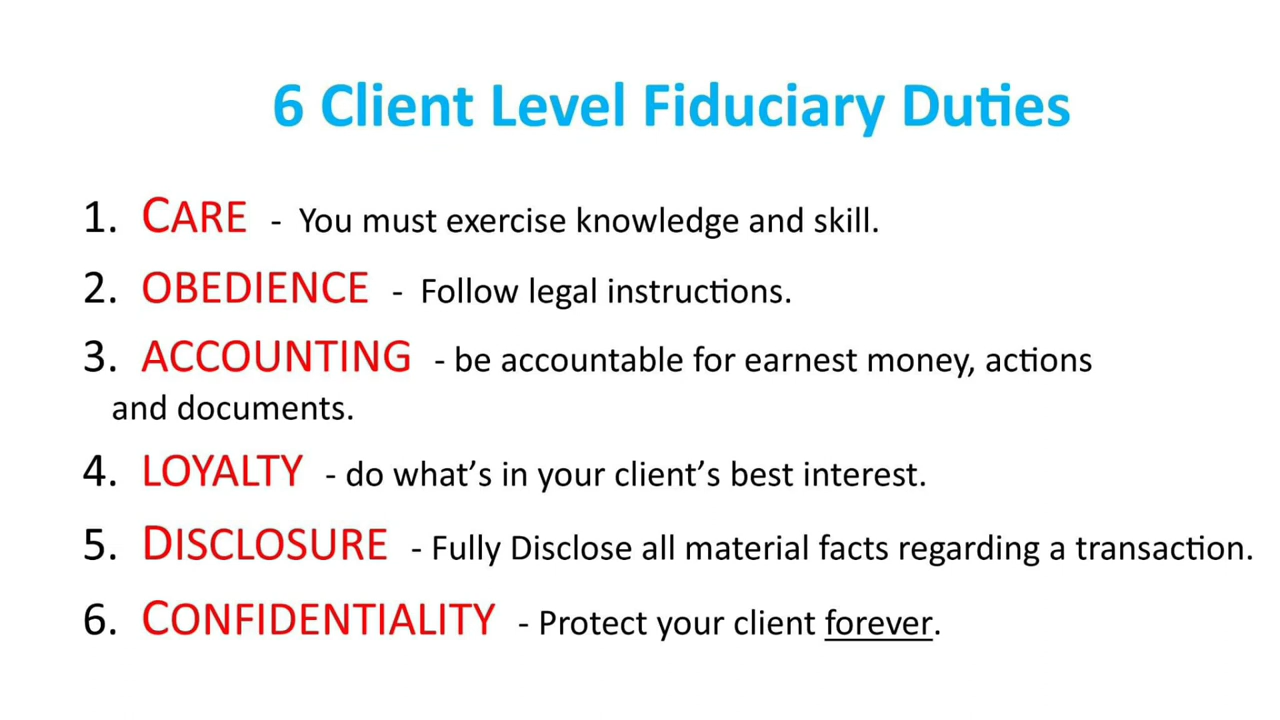 6 Client Level Fiduciary Duties
1. CARE - You must exercise knowledge and skill.
2. OBEDIENCE - Follow legal instructions.
3. ACCOUNTING - be accountable for earnest money, actions
and documents.
4. LOYALTY - do what’s in your client’s best interest.
5. DISCLOSURE - Fully Disclose all material facts regarding a transaction.
6. CONFIDENTIALITY - Protect your client forever.